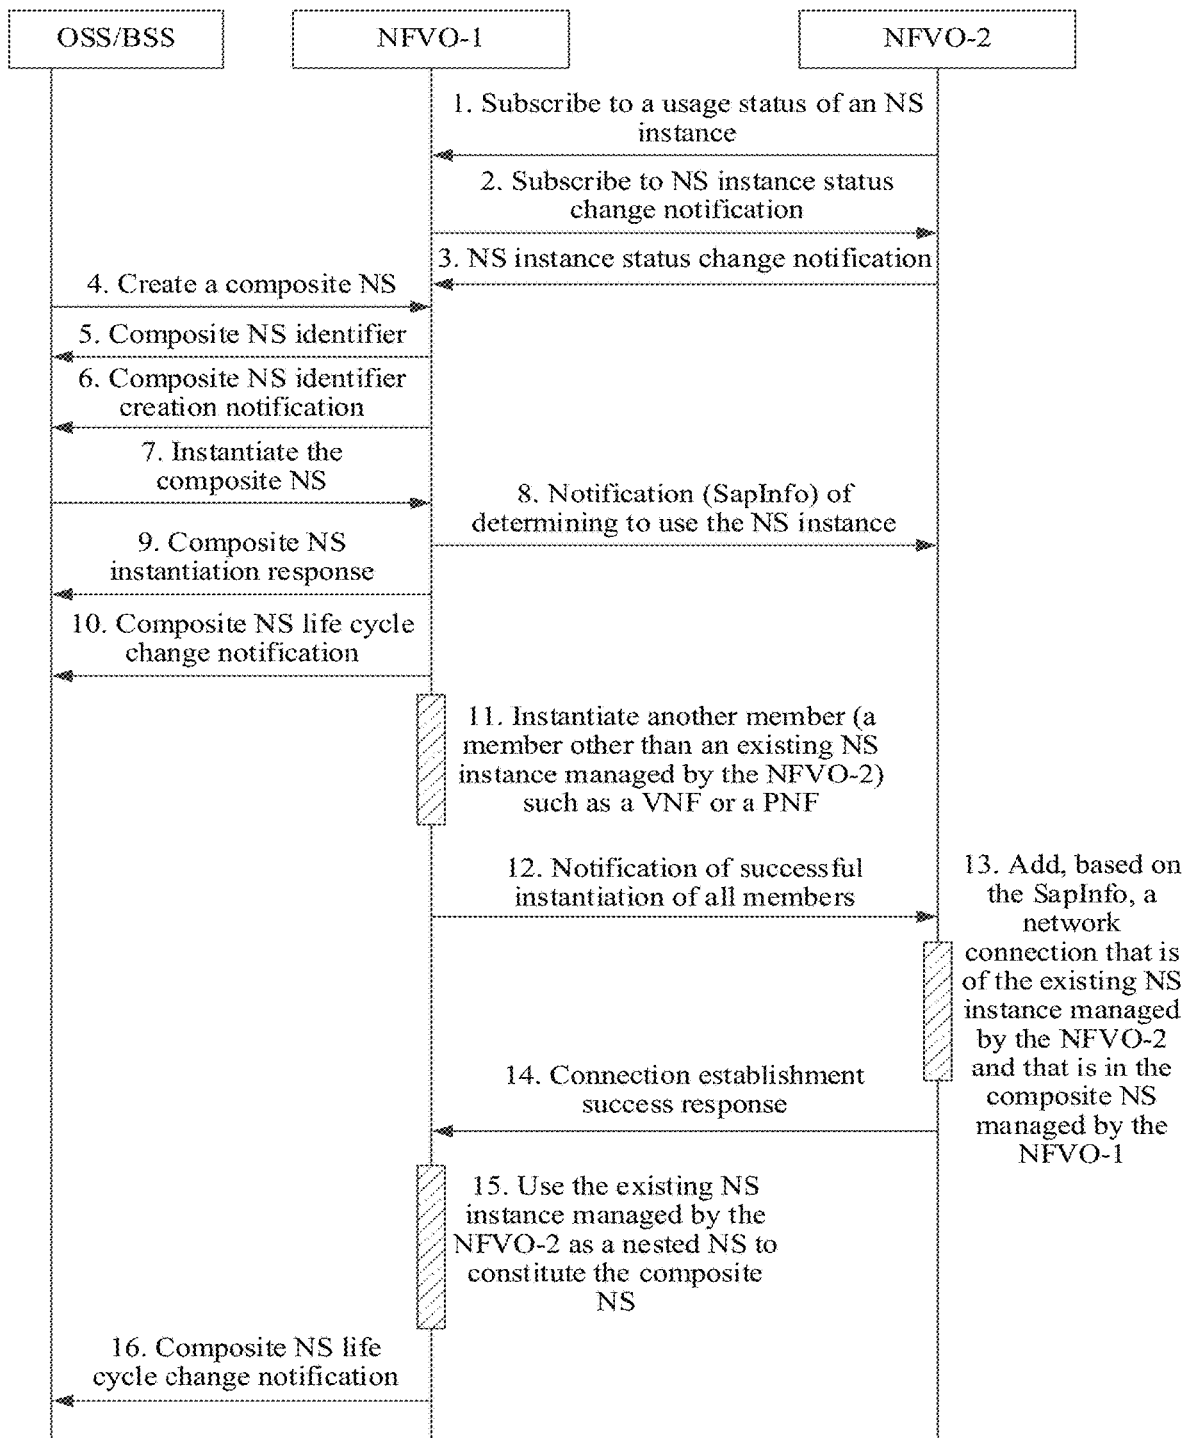 OSS/BSS
NFVO-1
NFVO-2
1. Subscribe to a usage status of an NS
instance
2. Subscribe to NS instance status
change notification
3. NS instance status change notification
4. Create a composite NS
5. Composite NS identifier
6. Composite NS identifier
creation notification
7. Instantiate the
composite NS
8. Notification (SapInfo) of
determining to use the NS instance
9. Composite NS
instantiation response
10. Composite NS life cycle
change notification
11. Instantiate another member (a
member other than an existing NS
instance managed by the NFVO-2)
such as a VNF or a PNF
12. Notification of successful
instantiation of all members
13. Add, based on
the SapInfo, a
network
connection that is
of the existing NS
instance managed
by the NFVO-2
and that is in the
composite NS
managed by the
NFVO-1
14. Connection establishment
success response
15. Use the existing NS
instance managed by the
NFVO-2 as a nested NS to
constitute the composite
NS
16. Composite NS life
cycle change notification